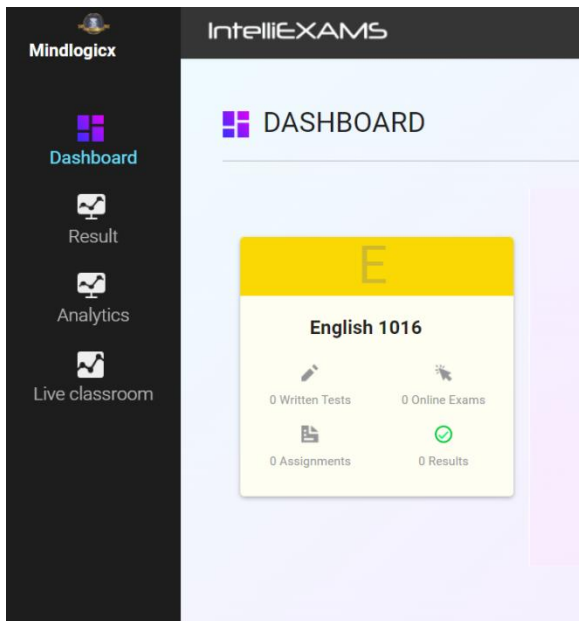 Mindlogicx
IntelliEXAMS
Dashboard
Result
Analytics
Live classroom
DASHBOARD
E
English 1016
0 Written Tests
0 Online Exams
0 Assignments
0 Results